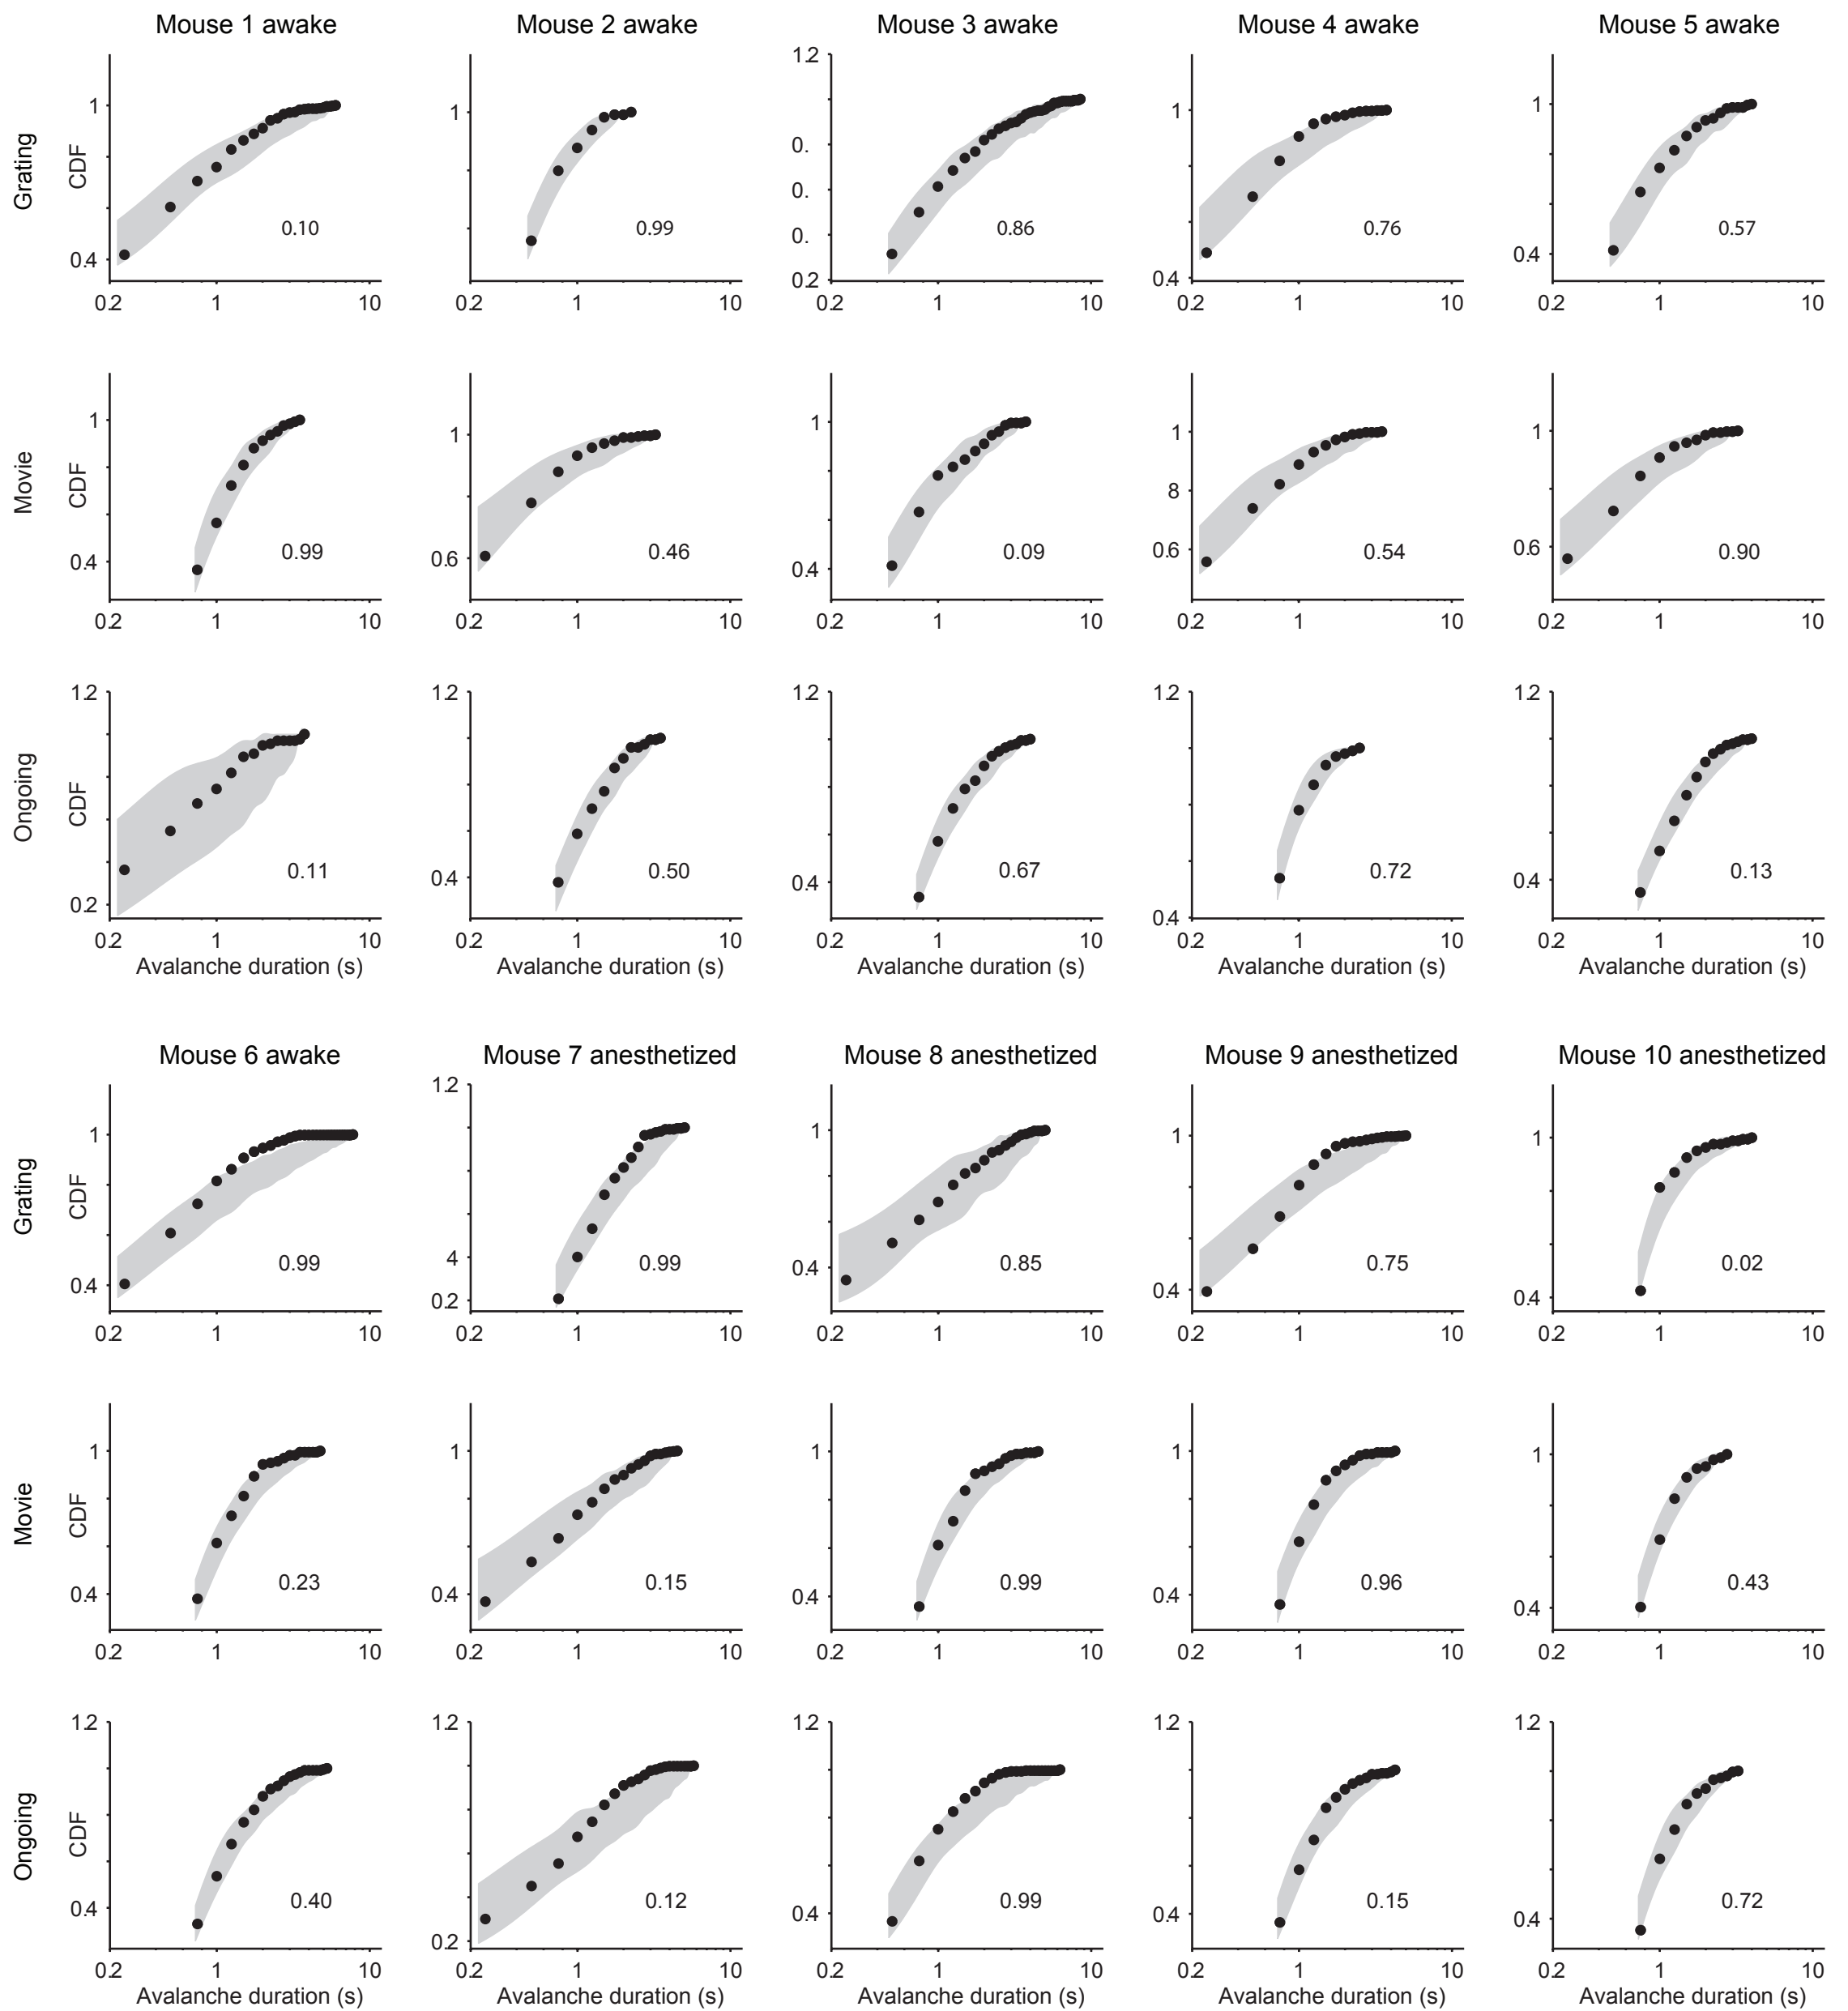 Mouse 1 awake Mouse 2 awake Mouse 3 awake Mouse 4 awake Mouse 5 awake
Grating
CDF
1
0.4
0.10
0.2 1 10
1
0.99
0.2 1 10
1.2
0.
0.
0.
0.2
0.86
0.2 1 10
1
0.4
0.76
0.2 1 10
1
0.4
0.57
0.2 1 10
Movie
CDF
1
0.4
0.99
0.2 1 10
1
0.6
0.46
0.2 1 10
1
0.4
0.09
0.2 1 10
1
8
0.6
0.54
0.2 1 10
1
0.6
0.90
0.2 1 10
Ongoing
CDF
1.2
0.2
0.11
0.2 1 10
Avalanche duration (s)
1.2
0.4
0.50
0.2 1 10
Avalanche duration (s)
1.2
0.4
0.67
0.2 1 10
Avalanche duration (s)
1.2
0.4
0.72
0.2 1 10
Avalanche duration (s)
1.2
0.4
0.13
0.2 1 10
Avalanche duration (s)
Mouse 6 awake Mouse 7 anesthetized Mouse 8 anesthetized Mouse 9 anesthetized Mouse 10 anesthetized
Grating
CDF
1
0.4
0.99
0.2 1 10
1.2
4
0.2
0.99
0.2 1 10
1
0.4
0.85
0.2 1 10
1
0.4
0.75
0.2 1 10
1
0.4
0.02
0.2 1 10
Movie
CDF
1
0.4
0.23
0.2 1 10
1
0.4
0.15
0.2 1 10
1
0.4
0.99
0.2 1 10
1
0.4
0.96
0.2 1 10
1
0.4
0.43
0.2 1 10
Ongoing
CDF
1.2
0.4
0.40
0.2 1 10
Avalanche duration (s)
1.2
0.2
0.12
0.2 1 10
Avalanche duration (s)
1.2
0.4
0.99
0.2 1 10
Avalanche duration (s)
1.2
0.4
0.15
0.2 1 10
Avalanche duration (s)
1.2
0.4
0.72
0.2 1 10
Avalanche duration (s)